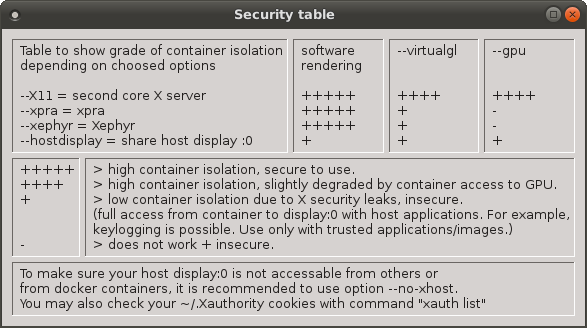 Security table
Table to show grade of container isolation
depending on choosed options
--X11 = second core X server
--xpra = xpra
--xephyr = Xephyr
--hostdisplay = share host display :0
software
rendering
+++++
+++++
+++++
+
--virtualgl
++++
+
+
+
--gpu
++++
-
-
+
+++++ > high container isolation, secure to use.
++++ > high container isolation, slightly degraded by container access to GPU.
+ > low container isolation due to X security leaks, insecure.
(full access from container to display:0 with host applications. For example,
keylogging is possible. Use only with trusted applications/images.)
- > does not work + insecure.
To make sure your host display:0 is not accessable from others or
from docker containers, it is recommended to use option --no-xhost.
You may also check your ~/.Xauthority cookies with command "xauth list"